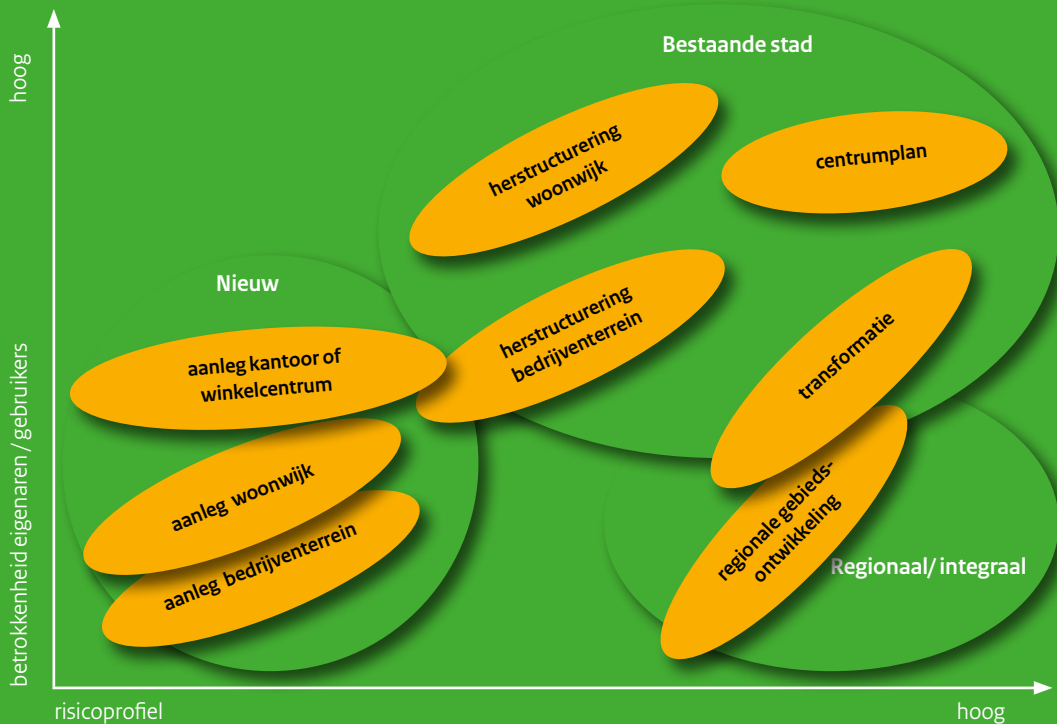 hoog
betrokkenheid eigenaren / gebruikers
Bestaande stad
herstructurering
woonwijk
centrumplan
Nieuw
aanleg kantoor of
winkelcentrum
herstructurering
bedrijventerrein
transformatie
aanleg woonwijk
aanleg bedrijventerrein
regionale gebieds-
ontwikkeling
Regionaal/ integraal
risicoprofiel
hoog